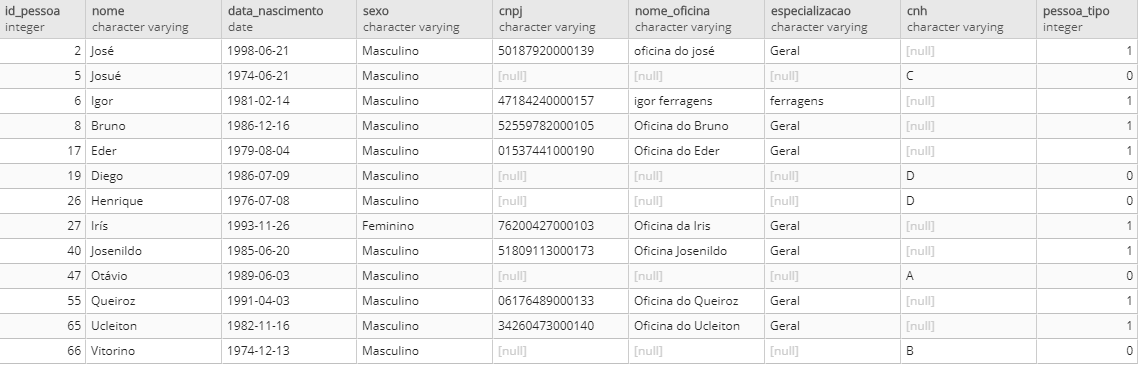 id_pessoa nome data_nascimento sexo cnpj nome_oficina especializacao cnh pessoa_tipo
integer character varying date character varying character varying character varying character varying character varying integer
2 José 1998-06-21 Masculino 50187920000139 oficina do josé Geral [null] 1
5 Josué 1974-06-21 Masculino [null] [null] [null] C 0
6 Igor 1981-02-14 Masculino 47184240000157 igor ferragens ferragens [null] 1
8 Bruno 1986-12-16 Masculino 52559782000105 Oficina do Bruno Geral [null] 1
17 Eder 1979-08-04 Masculino 01537441000190 Oficina do Eder Geral [null] 1
19 Diego 1986-07-09 Masculino [null] [null] [null] D 0
26 Henrique 1976-07-08 Masculino [null] [null] [null] D 0
27 Irís 1993-11-26 Feminino 76200427000103 Oficina da Iris Geral [null] 1
40 Josenildo 1985-06-20 Masculino 51809113000173 Oficina Josenildo Geral [null] 1
47 Otávio 1989-06-03 Masculino [null] [null] [null] A 0
55 Queiroz 1991-04-03 Masculino 06176489000133 Oficina do Queiroz Geral [null] 1
65 Ucleiton 1982-11-16 Masculino 34260473000140 Oficina do Ucleiton Geral [null] 1
66 Vitorino 1974-12-13 Masculino [null] [null] [null] B 0